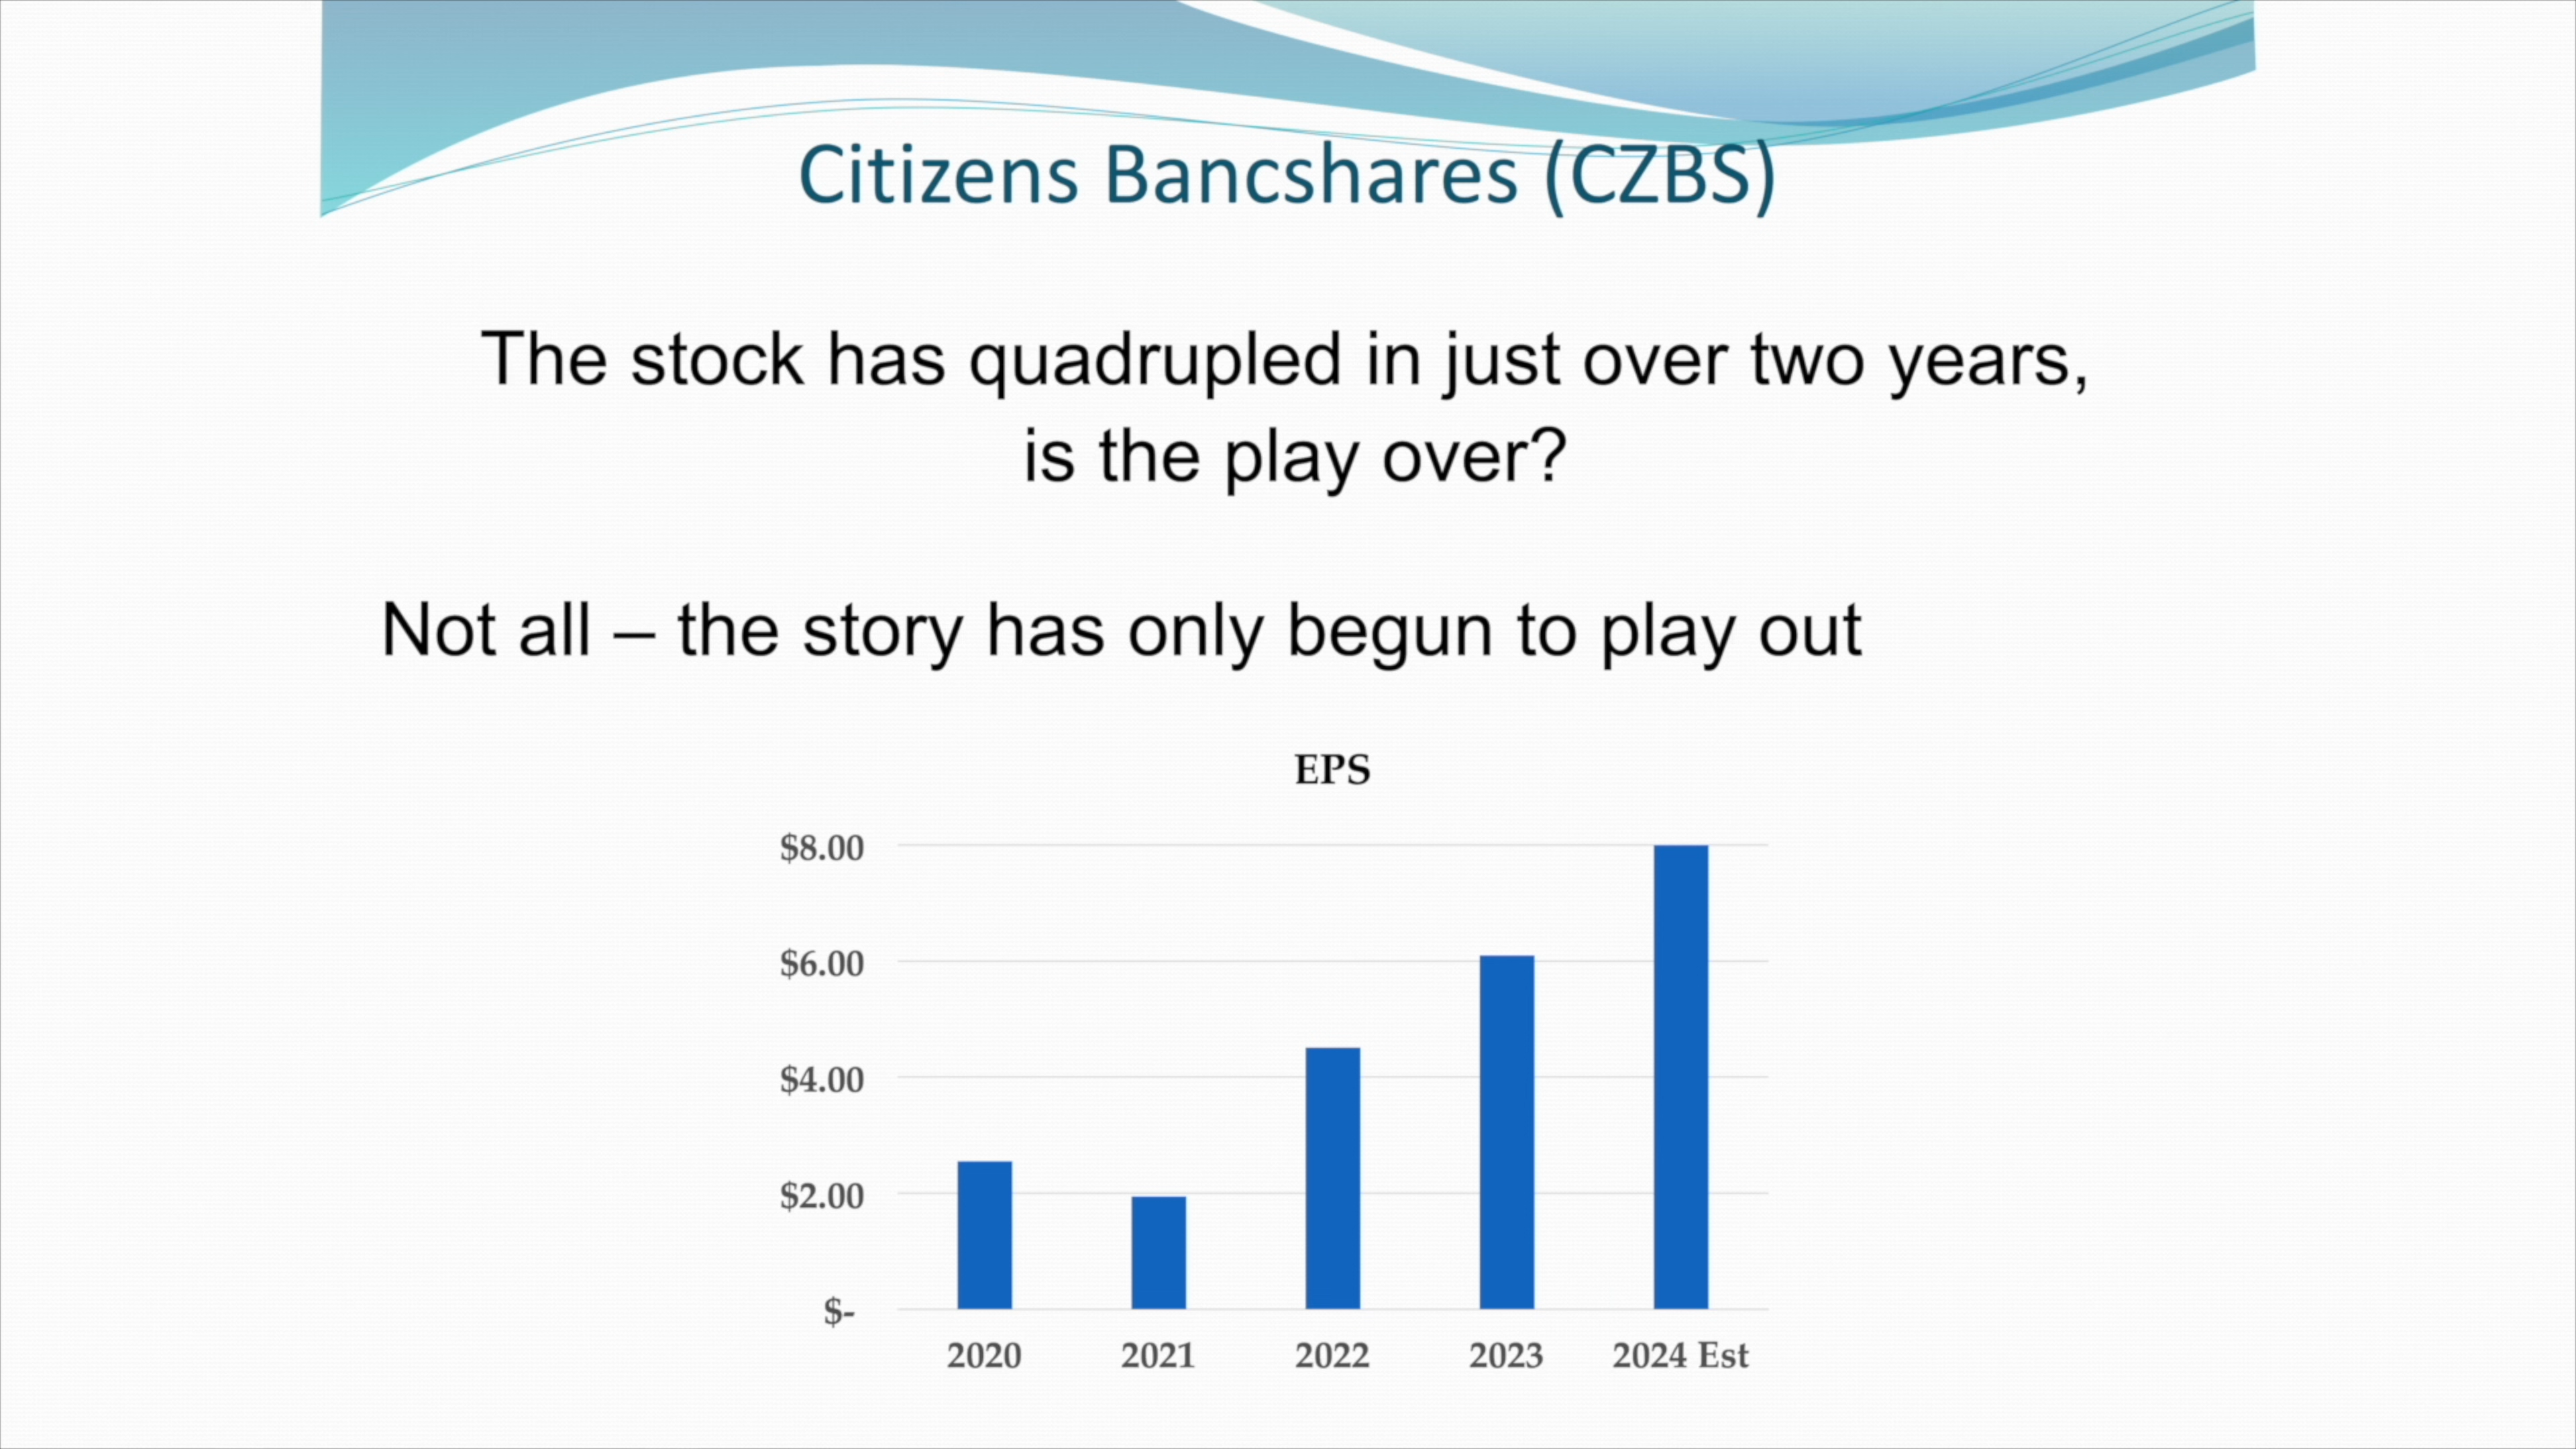 Citizens Bancshares (CZBS)
The stock has quadrupled in just over two years,
is the play over?
Not all – the story has only begun to play out
EPS
$8.00
$6.00
$4.00
$2.00
$-
2020 2021 2022 2023 2024 Est